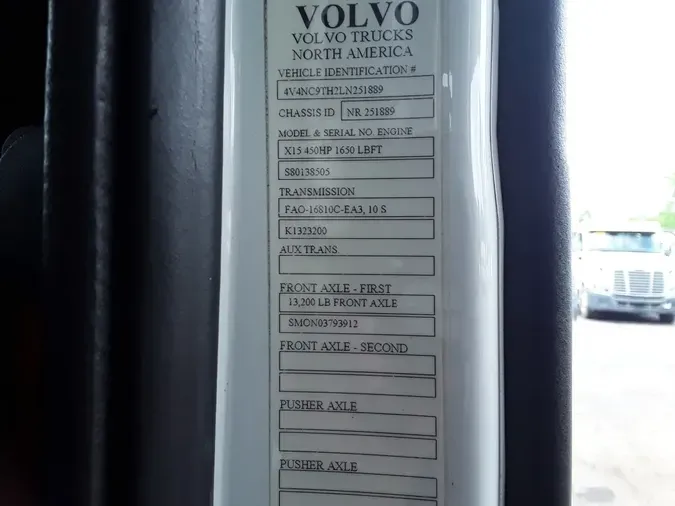 VOLVO
VOLVO TRUCKS
NORTH AMERICA
VEHICLE IDENTIFICATION #
4V4NC9TH2LN251889
CHASSIS ID NR 251889
MODEL & SERIAL NO. ENGINE
X15 450HP 1650 LBFT
S80138505
TRANSMISSION
FAO-16810C-EA3, 10 S
K1323200
AUX TRANS.
FRONT AXLE - FIRST
13,200 LB FRONT AXLE
SMON03793912
FRONT AXLE - SECOND
PUSHER AXLE
PUSHER AXLE